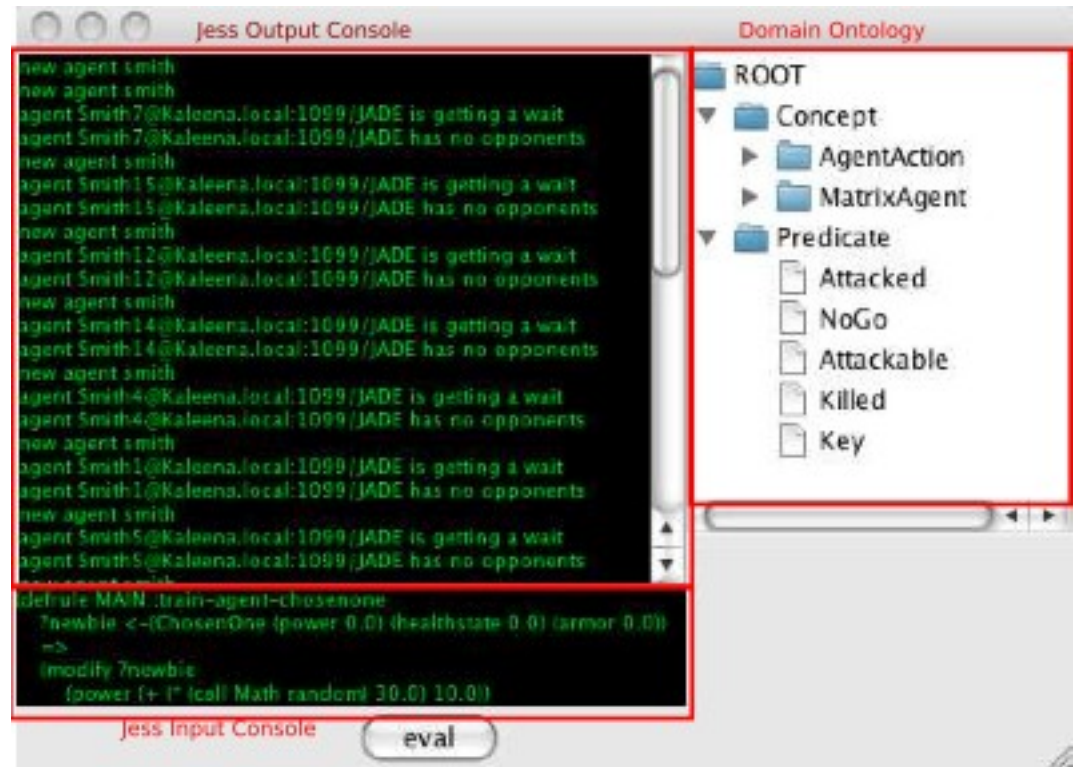 Jess Output Console
new agent smith
new agent smith
agent Smith7@Kaleena.local:1099/JADE is getting a wait
agent Smith7@Kaleena.local:1099/JADE has no opponents
new agent smith
agent Smith15@Kaleena.local:1099/JADE is getting a wait
agent Smith15@Kaleena.local:1099/JADE has no opponents
new agent smith
agent Smith12@Kaleena.local:1099/JADE is getting a wait
agent Smith12@Kaleena.local:1099/JADE has no opponents
new agent smith
agent Smith14@Kaleena.local:1099/JADE is getting a wait
agent Smith14@Kaleena.local:1099/JADE has no opponents
new agent smith
agent Smith4@Kaleena.local:1099/JADE is getting a wait
agent Smith4@Kaleena.local:1099/JADE has no opponents
new agent smith
agent Smith1@Kaleena.local:1099/JADE is getting a wait
agent Smith1@Kaleena.local:1099/JADE has no opponents
new agent smith
agent Smith5@Kaleena.local:1099/JADE is getting a wait
agent Smith5@Kaleena.local:1099/JADE has no opponents
new agent smith
(defrule MAIN::train-agent-chosenone
?newbie <-(ChosenOne (power 0.0) (healthstate 0.0) (armor 0.0))
=>
(modify ?newbie
(power (+ (* (call Math random) 30.0) 10.0))
Jess Input Console
eval
Domain Ontology
ROOT
Concept
AgentAction
MatrixAgent
Predicate
Attacked
NoGo
Attackable
Killed
Key